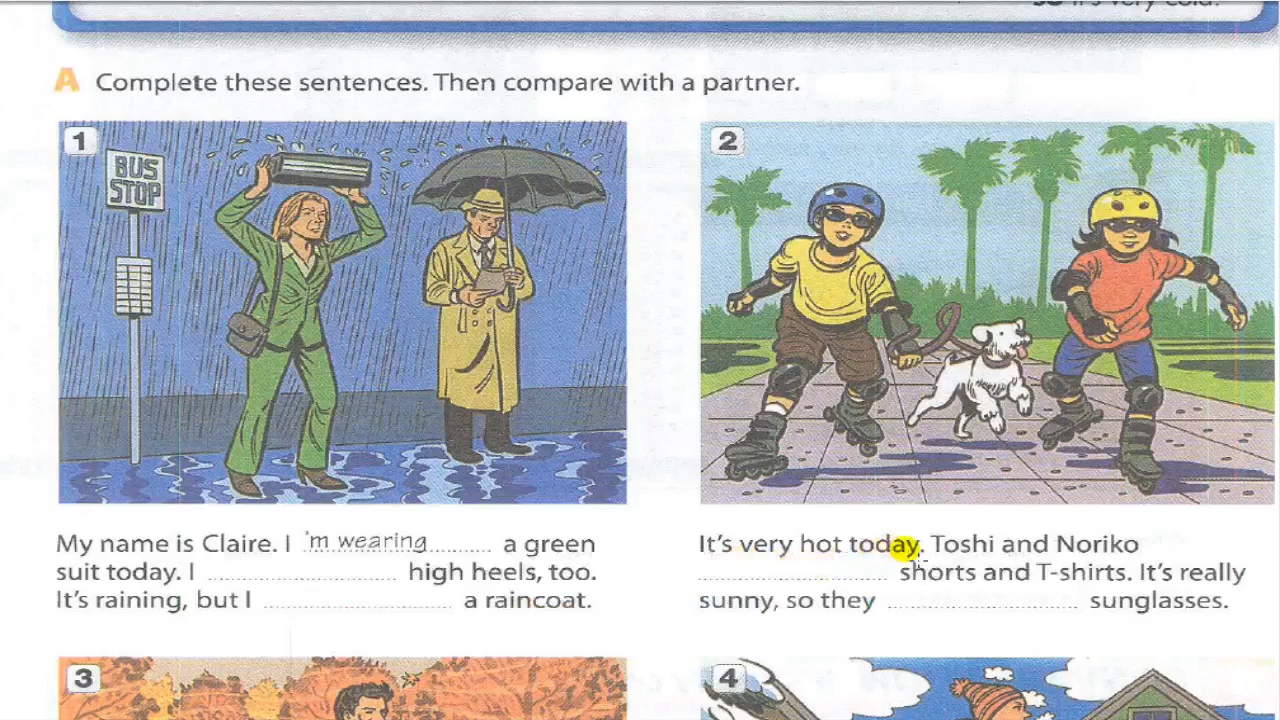 A Complete these sentences. Then compare with a partner.
1
BUS
STOP
2
My name is Claire. I 'm wearing a green
suit today. I ........ high heels, too.
It's raining, but I ........ a raincoat.
It's very hot today. Toshi and Noriko
........ shorts and T-shirts. It's really
sunny, so they ........ sunglasses.
3
4